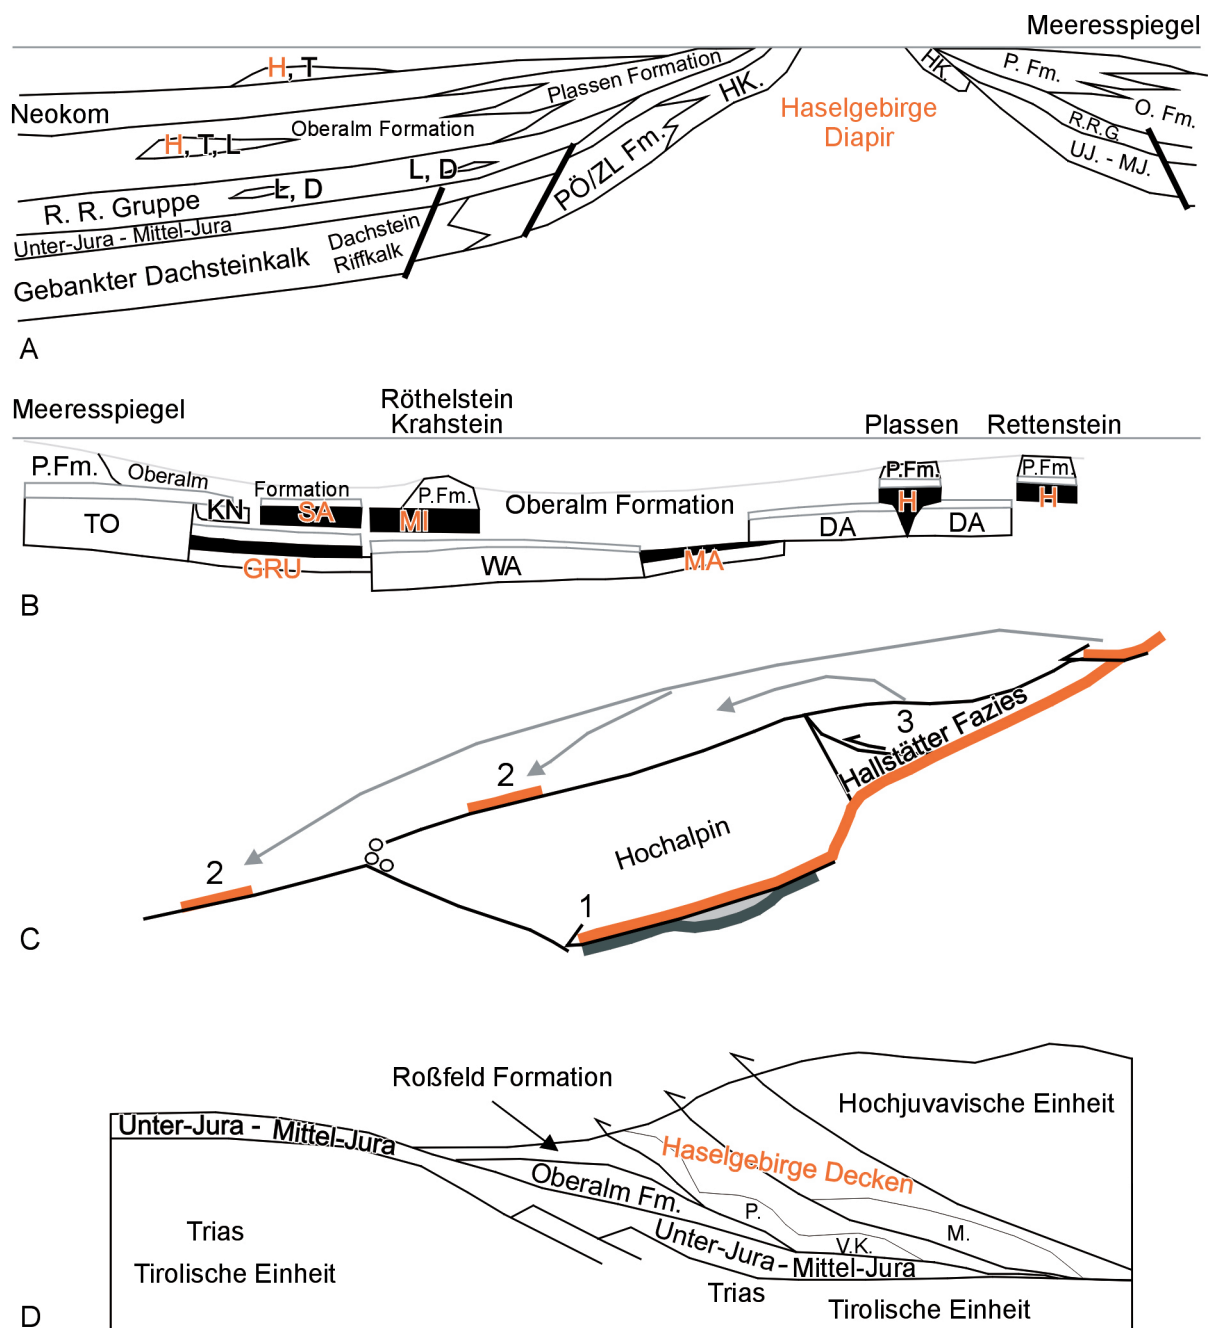 Meeresspiegel
H, T
Neokom
Plassen Formation
HK.
HK.
P. Fm.
Haselgebirge
Diapir
O. Fm.
Oberalm Formation
H, T, L
R.R.G.
UJ. - MJ.
L, D
L, D
PÖ/ZL Fm.
R. R. Gruppe
Unter-Jura - Mittel-Jura
Dachstein
Riffkalk
Gebankter Dachsteinkalk
A
Meeresspiegel
Röthelstein
Krahstein
Plassen
Rettenstein
P.Fm.
Oberalm
Formation
P.Fm.
P.Fm.
P.Fm.
KN
SA
MI
Oberalm Formation
H
H
TO
DA
DA
GRU
WA
MA
B
3
Hallstätter Fazies
2
Hochalpin
2
1
C
Roßfeld Formation
Hochjuvavische Einheit
Unter-Jura - Mittel-Jura
Haselgebirge Decken
Oberalm Fm.
P.
Trias
Unter-Jura - Mittel-Jura
V.K.
M.
Tirolische Einheit
Trias
Tirolische Einheit
D